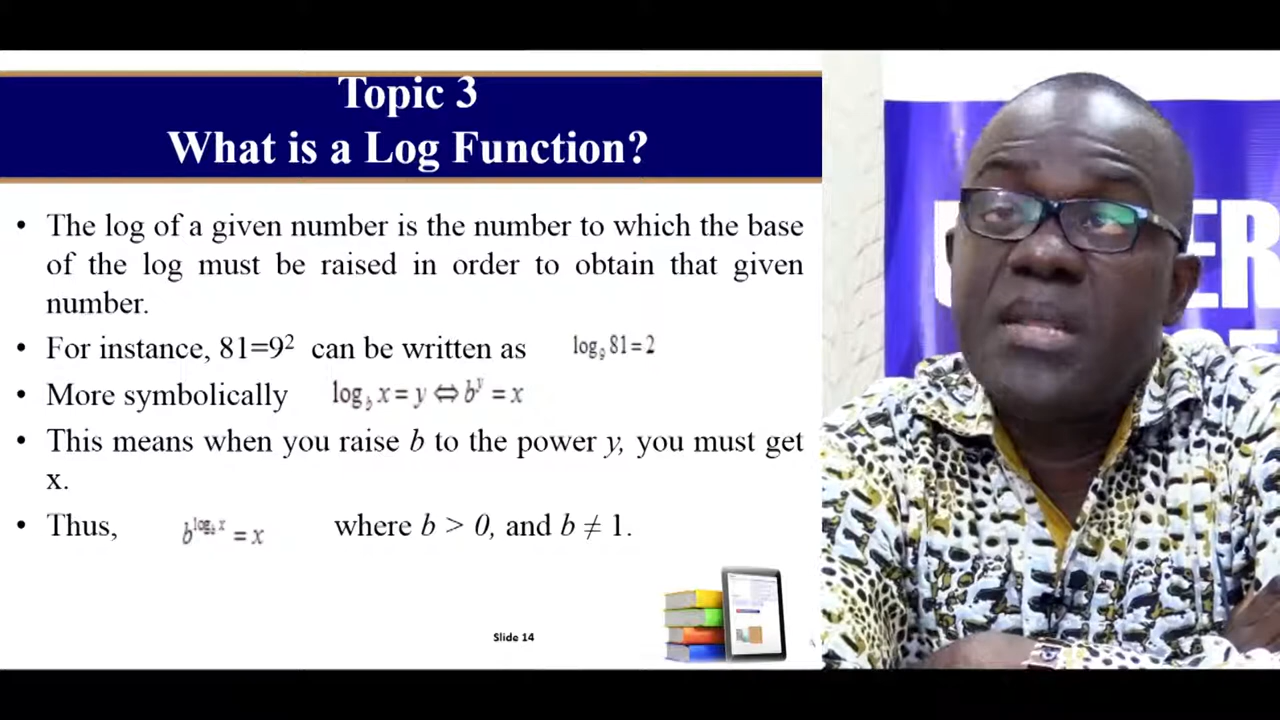 Topic 3
What is a Log Function?
• The log of a given number is the number to which the base
of the log must be raised in order to obtain that given
number.
• For instance, 81=9² can be written as log₉ 81=2
• More symbolically log_b x = y ⇔ b^y = x
• This means when you raise b to the power y, you must get
x.
• Thus, b^(log_b x) = x where b > 0, and b ≠ 1.
Slide 14